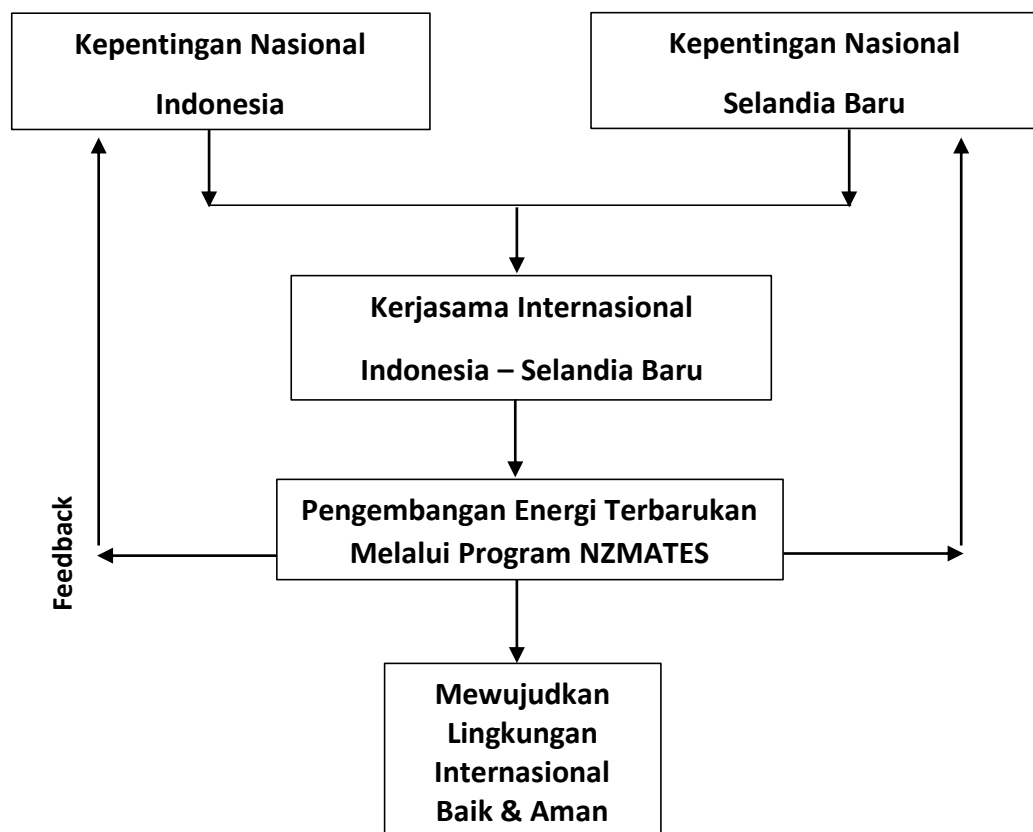 Kepentingan Nasional
Indonesia
Kepentingan Nasional
Selandia Baru
Kerjasama Internasional
Indonesia – Selandia Baru
Pengembangan Energi Terbarukan
Melalui Program NZMATES
Feedback
Mewujudkan
Lingkungan
Internasional
Baik & Aman